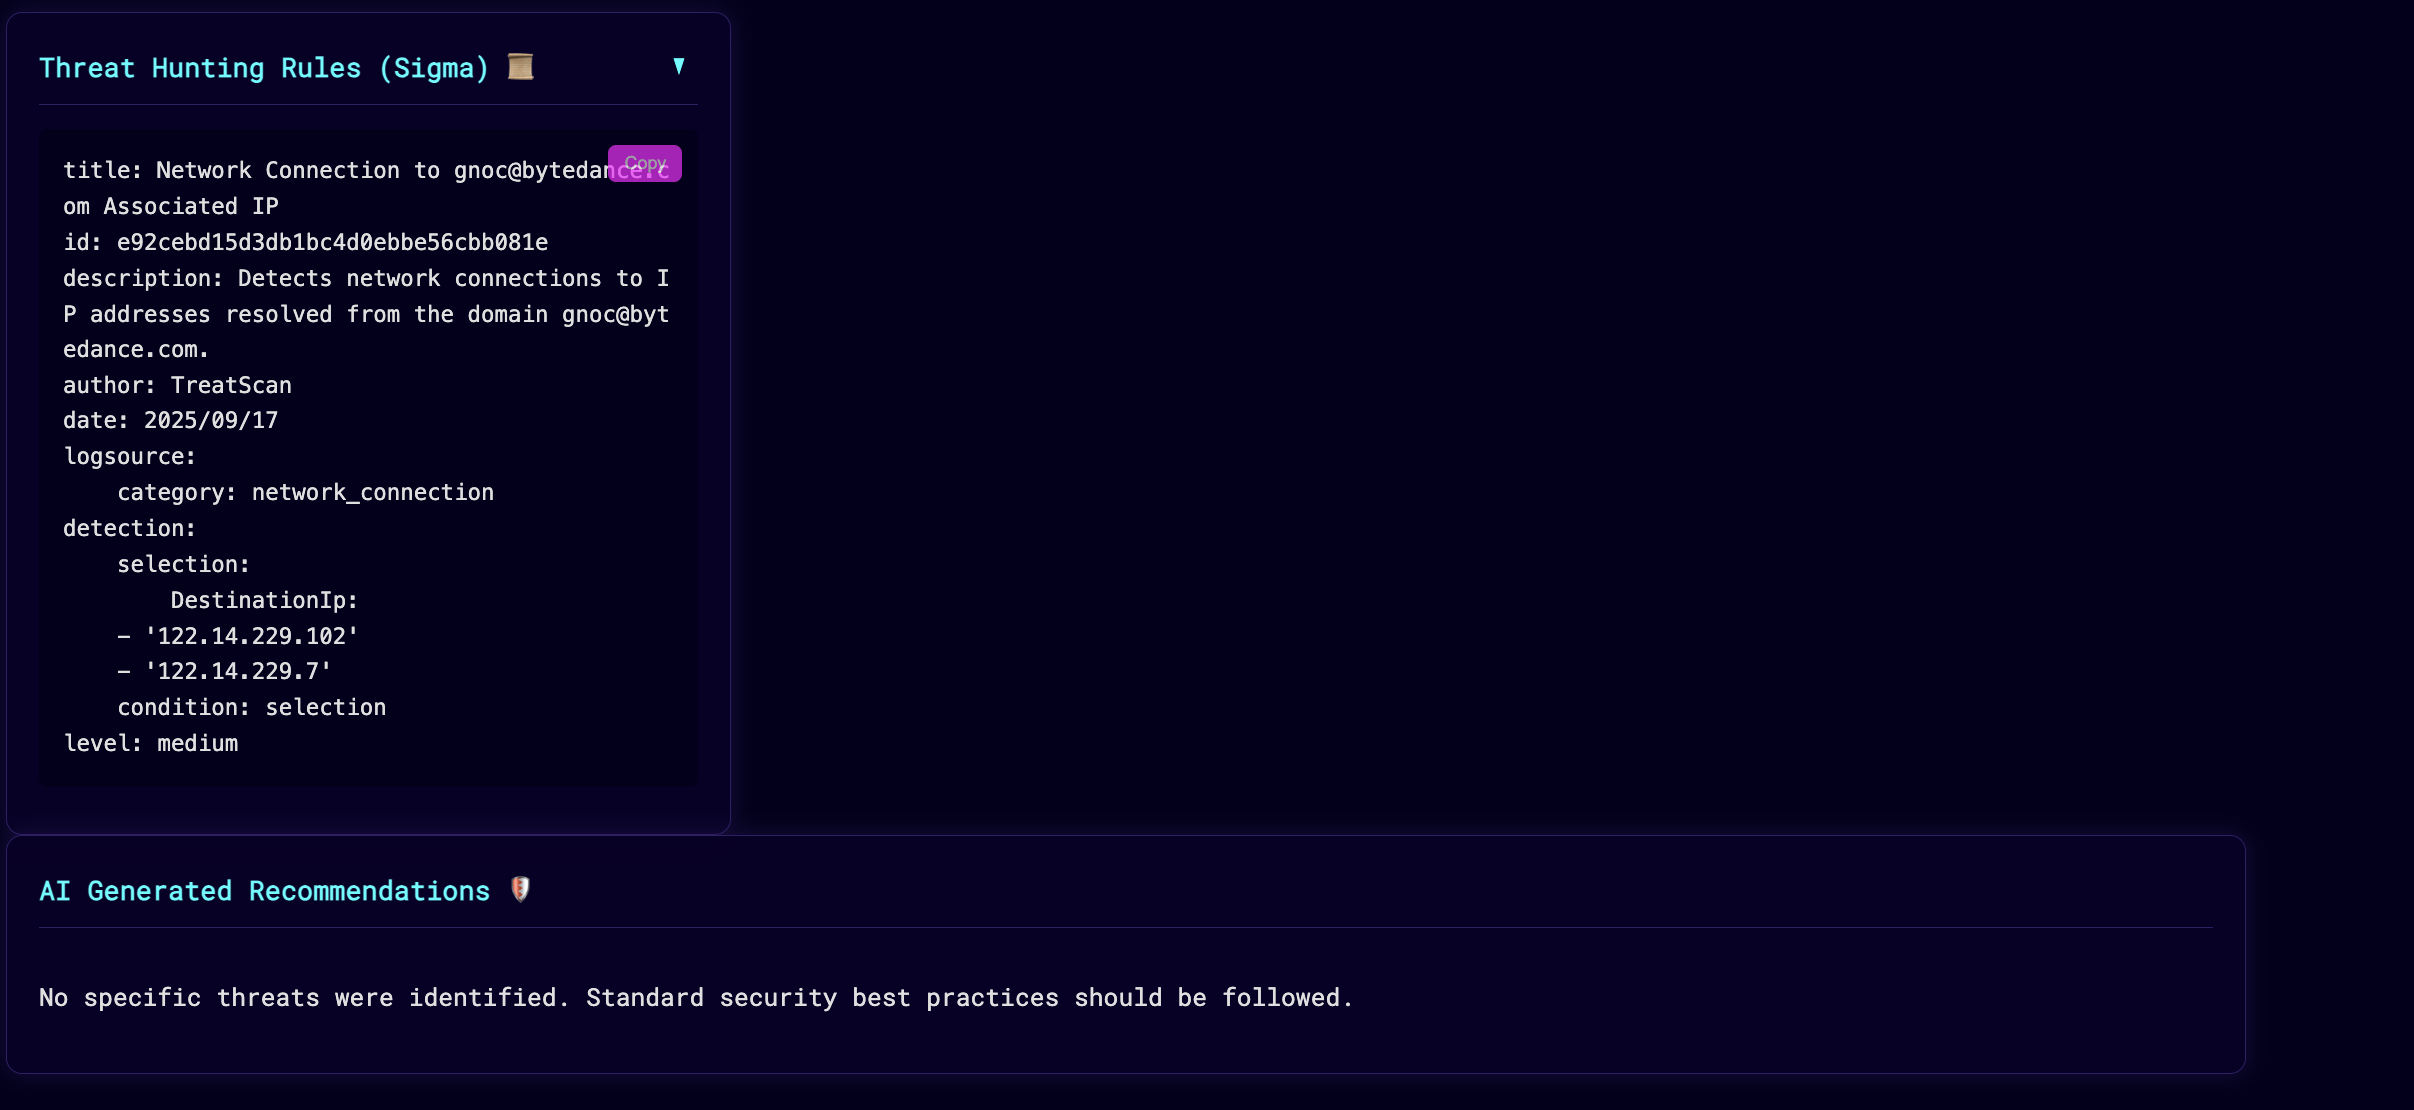 Threat Hunting Rules (Sigma)
Copy
title: Network Connection to gnoc@bytedance.c
om Associated IP
id: e92cebd15d3db1bc4d0ebbe56cbb081e
description: Detects network connections to I
P addresses resolved from the domain gnoc@byt
edance.com.
author: TreatScan
date: 2025/09/17
logsource:
    category: network_connection
detection:
    selection:
        DestinationIp:
    - '122.14.229.102'
    - '122.14.229.7'
    condition: selection
level: medium
AI Generated Recommendations
No specific threats were identified. Standard security best practices should be followed.